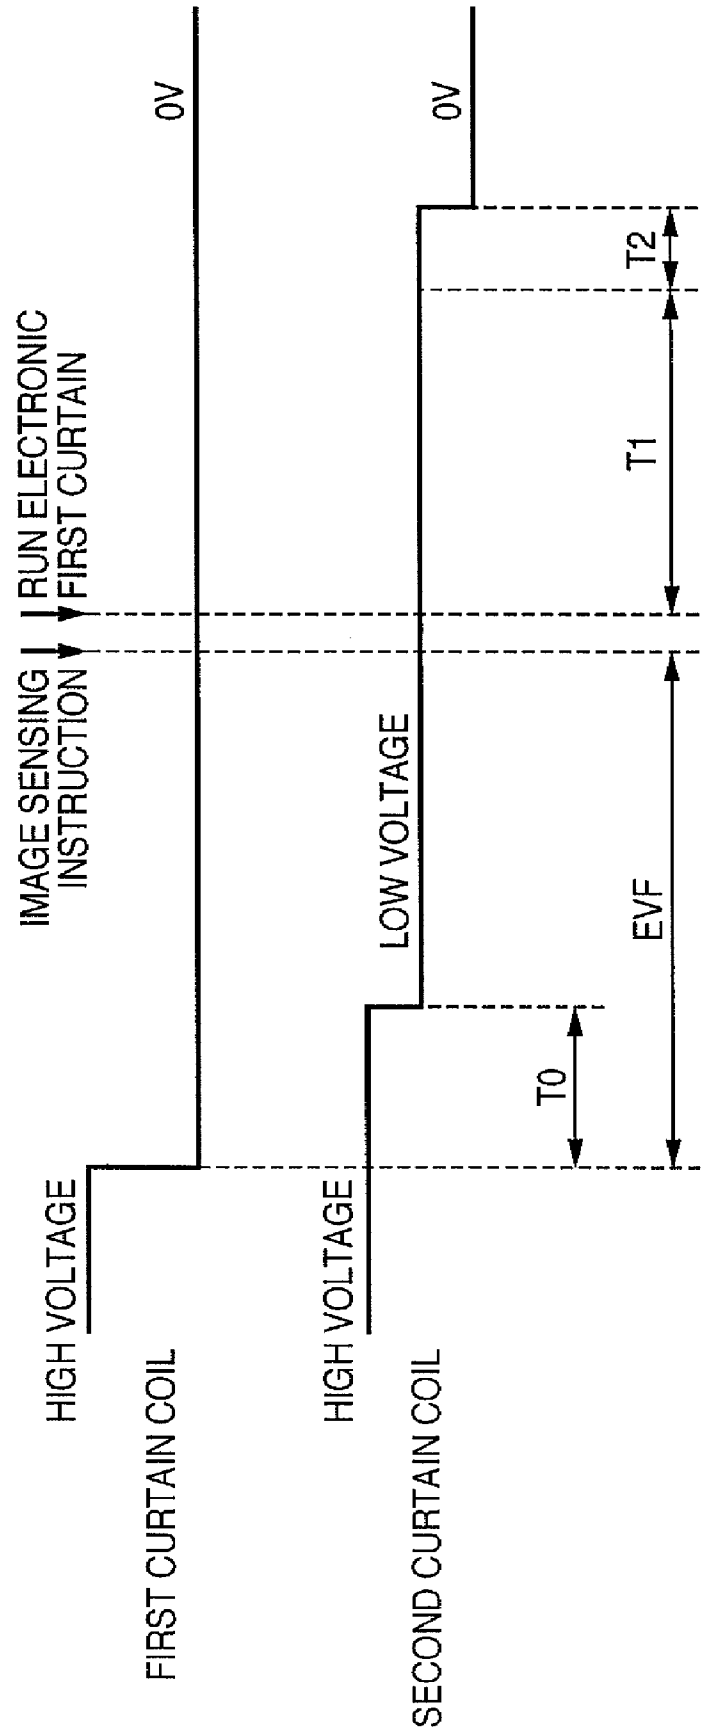 IMAGE SENSING
INSTRUCTION
RUN ELECTRONIC
FIRST CURTAIN
HIGH VOLTAGE
0V
FIRST CURTAIN COIL
HIGH VOLTAGE
LOW VOLTAGE
0V
SECOND CURTAIN COIL
T0
EVF
T1
T2